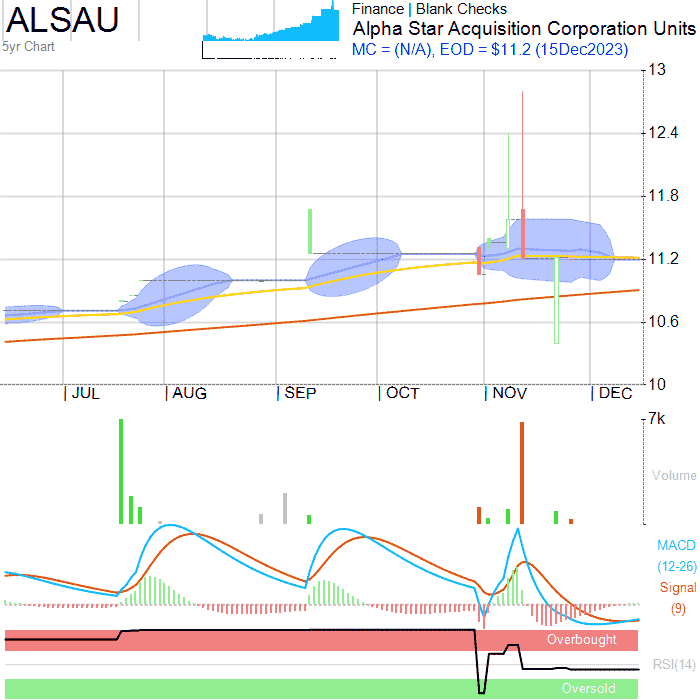 ALSAU
5yr Chart
Finance | Blank Checks
Alpha Star Acquisition Corporation Units
MC = (N/A), EOD = $11.2 (15Dec2023)
13
12.4
11.8
11.2
10.6
10
JUL AUG SEP OCT NOV DEC
7k
Volume
MACD
(12-26)
Signal
(9)
Overbought
RSI(14)
Oversold